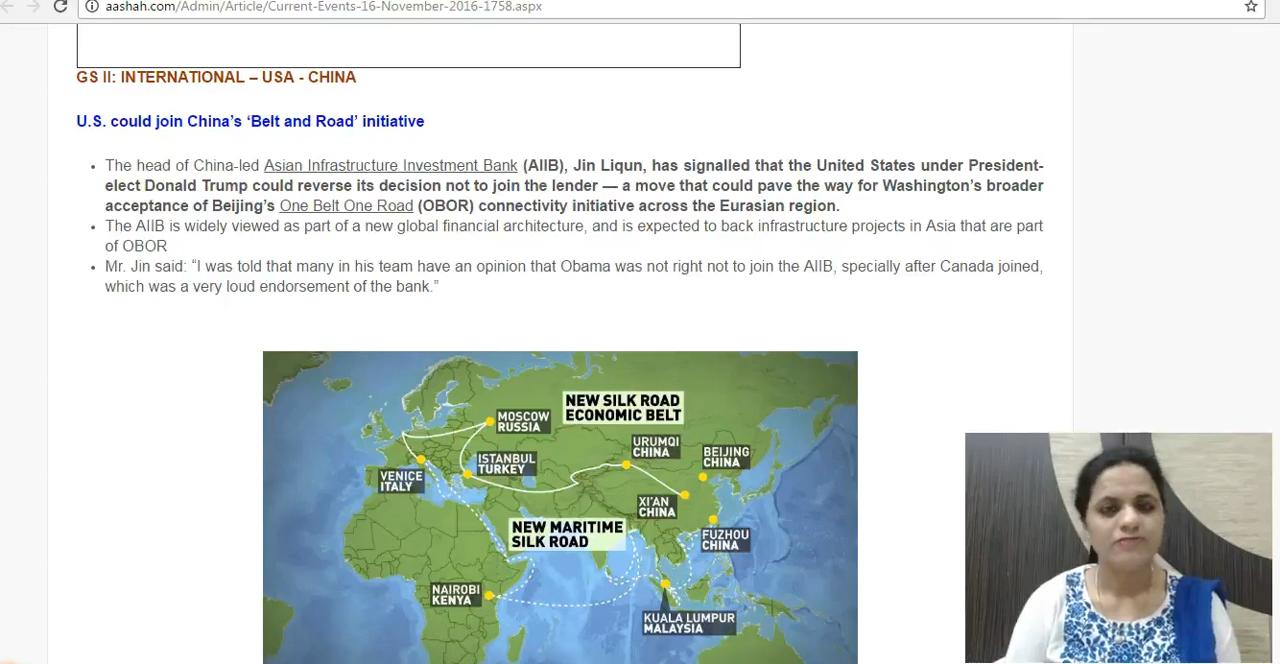 aashah.com/Admin/Article/Current-Events-16-November-2016-1758.aspx
GS II: INTERNATIONAL – USA - CHINA
U.S. could join China’s ‘Belt and Road’ initiative
• The head of China-led Asian Infrastructure Investment Bank (AIIB), Jin Liqun, has signalled that the United States under President-
elect Donald Trump could reverse its decision not to join the lender — a move that could pave the way for Washington’s broader
acceptance of Beijing’s One Belt One Road (OBOR) connectivity initiative across the Eurasian region.
• The AIIB is widely viewed as part of a new global financial architecture, and is expected to back infrastructure projects in Asia that are part
of OBOR
• Mr. Jin said: “I was told that many in his team have an opinion that Obama was not right not to join the AIIB, specially after Canada joined,
which was a very loud endorsement of the bank.”
NEW SILK ROAD
ECONOMIC BELT
MOSCOW
RUSSIA
URUMQI
CHINA
BEIJING
CHINA
ISTANBUL
TURKEY
VENICE
ITALY
XI'AN
CHINA
NEW MARITIME
SILK ROAD
FUZHOU
CHINA
NAIROBI
KENYA
KUALA LUMPUR
MALAYSIA